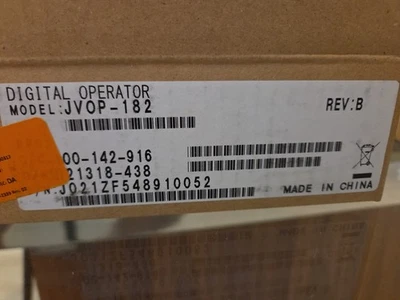 DIGITAL OPERATOR
MODEL:JVOP-182 REV:B
00-142-916
21318-438
J021ZF548910052 MADE IN CHINA